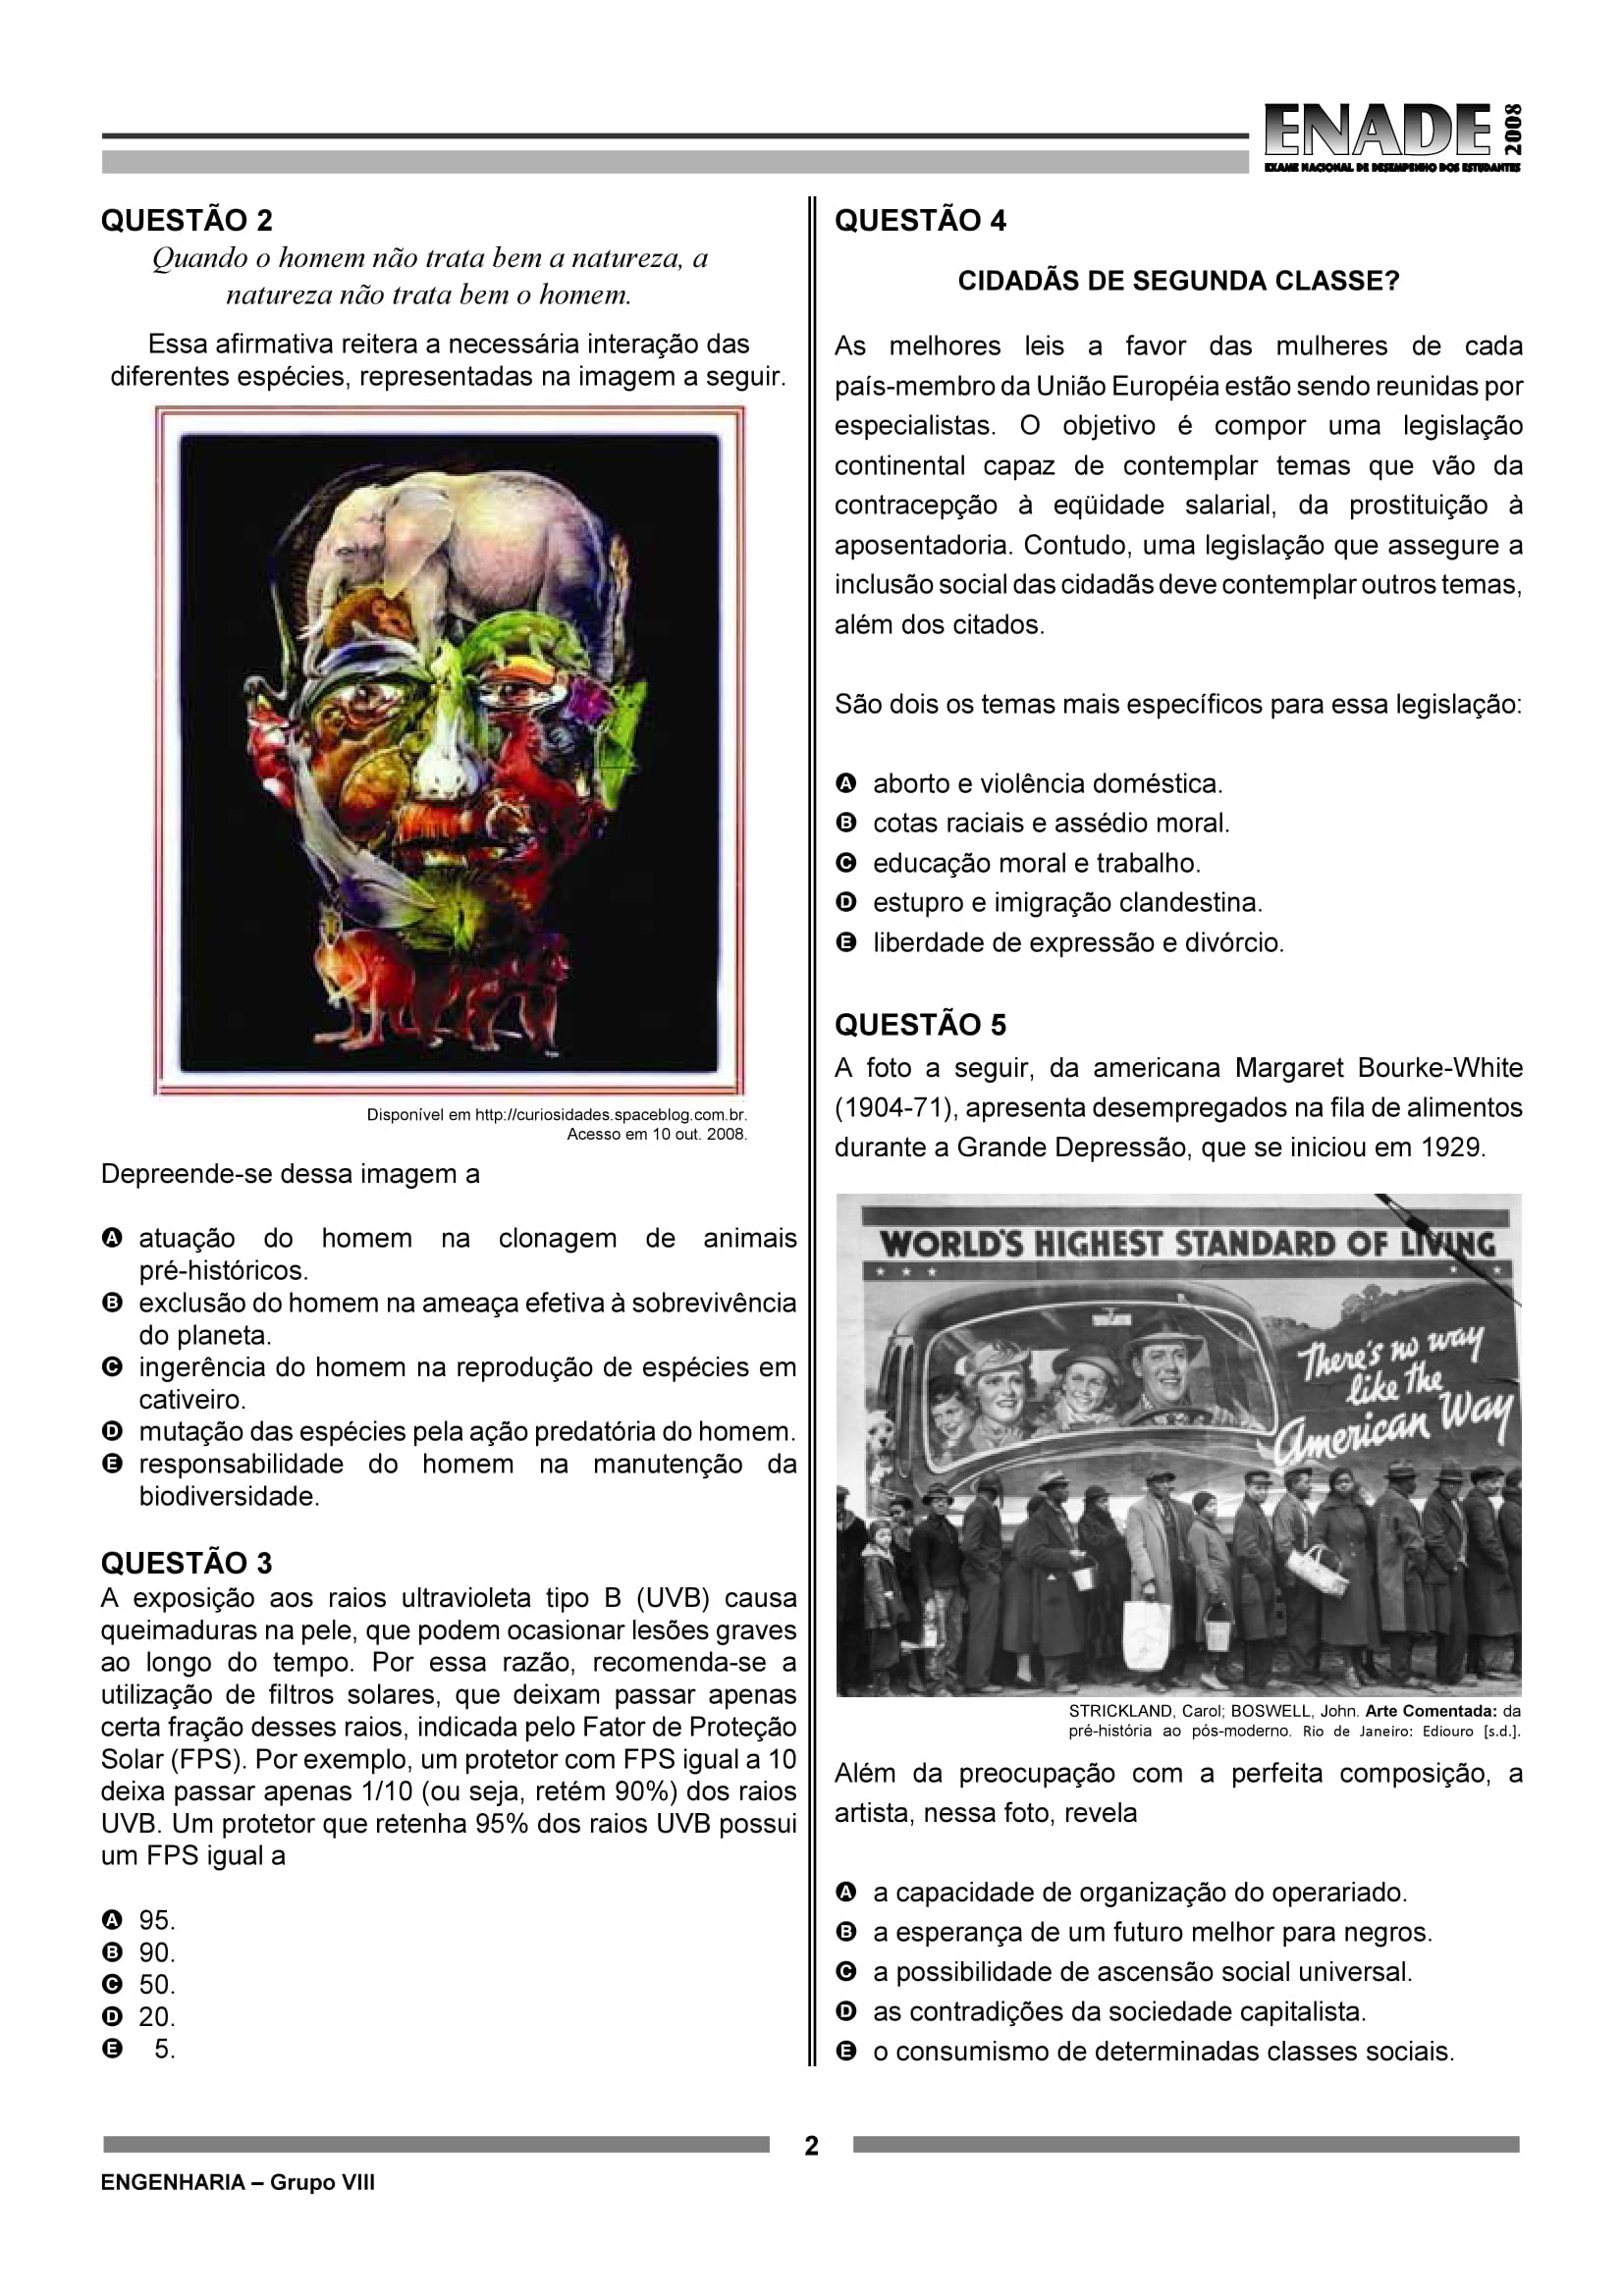 ENADE 2008
EXAME NACIONAL DE DESEMPENHO DOS ESTUDANTES
QUESTÃO 2
Quando o homem não trata bem a natureza, a
natureza não trata bem o homem.
Essa afirmativa reitera a necessária interação das
diferentes espécies, representadas na imagem a seguir.
Disponível em http://curiosidades.spaceblog.com.br.
Acesso em 10 out. 2008.
Depreende-se dessa imagem a
A atuação do homem na clonagem de animais
pré-históricos.
B exclusão do homem na ameaça efetiva à sobrevivência
do planeta.
C ingerência do homem na reprodução de espécies em
cativeiro.
D mutação das espécies pela ação predatória do homem.
E responsabilidade do homem na manutenção da
biodiversidade.
QUESTÃO 3
A exposição aos raios ultravioleta tipo B (UVB) causa
queimaduras na pele, que podem ocasionar lesões graves
ao longo do tempo. Por essa razão, recomenda-se a
utilização de filtros solares, que deixam passar apenas
certa fração desses raios, indicada pelo Fator de Proteção
Solar (FPS). Por exemplo, um protetor com FPS igual a 10
deixa passar apenas 1/10 (ou seja, retém 90%) dos raios
UVB. Um protetor que retenha 95% dos raios UVB possui
um FPS igual a
A 95.
B 90.
C 50.
D 20.
E 5.
QUESTÃO 4
CIDADÃS DE SEGUNDA CLASSE?
As melhores leis a favor das mulheres de cada
país-membro da União Européia estão sendo reunidas por
especialistas. O objetivo é compor uma legislação
continental capaz de contemplar temas que vão da
contracepção à eqüidade salarial, da prostituição à
aposentadoria. Contudo, uma legislação que assegure a
inclusão social das cidadãs deve contemplar outros temas,
além dos citados.
São dois os temas mais específicos para essa legislação:
A aborto e violência doméstica.
B cotas raciais e assédio moral.
C educação moral e trabalho.
D estupro e imigração clandestina.
E liberdade de expressão e divórcio.
QUESTÃO 5
A foto a seguir, da americana Margaret Bourke-White
(1904-71), apresenta desempregados na fila de alimentos
durante a Grande Depressão, que se iniciou em 1929.
WORLD'S HIGHEST STANDARD OF LIVING
There's no way
like the
American Way
STRICKLAND, Carol; BOSWELL, John. Arte Comentada: da
pré-história ao pós-moderno. Rio de Janeiro: Ediouro [s.d.].
Além da preocupação com a perfeita composição, a
artista, nessa foto, revela
A a capacidade de organização do operariado.
B a esperança de um futuro melhor para negros.
C a possibilidade de ascensão social universal.
D as contradições da sociedade capitalista.
E o consumismo de determinadas classes sociais.
2
ENGENHARIA – Grupo VIII